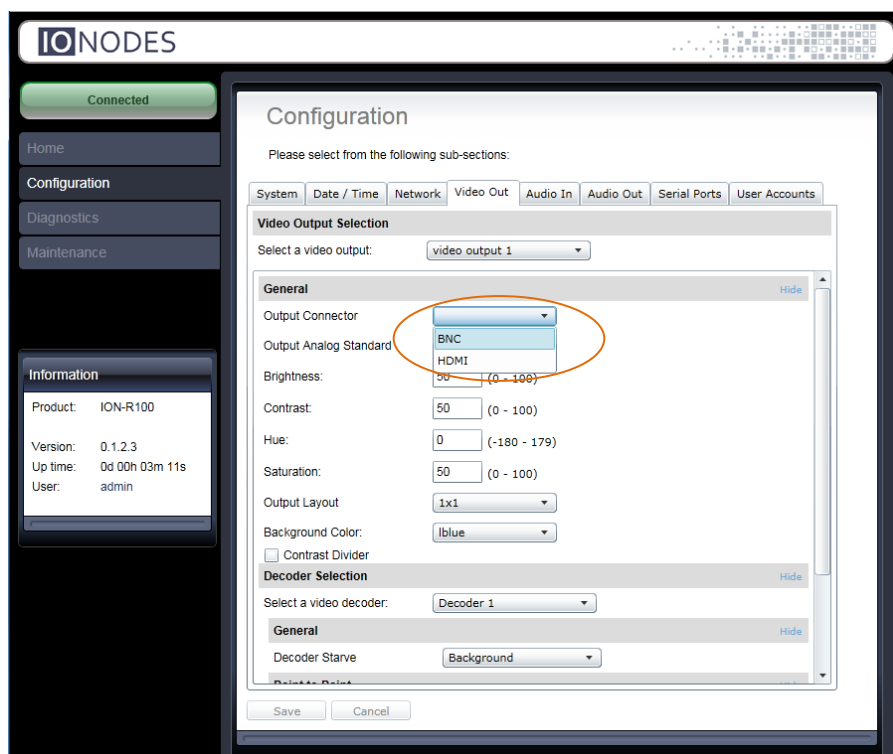 IONODES
Connected
Home
Configuration
Diagnostics
Maintenance
Information
Product: ION-R100
Version: 0.1.2.3
Up time: 0d 00h 03m 11s
User: admin
Configuration
Please select from the following sub-sections:
System Date / Time Network Video Out Audio In Audio Out Serial Ports User Accounts
Video Output Selection
Select a video output: video output 1
General Hide
Output Connector
BNC
Output Analog Standard
HDMI
Brightness: 50 (0 - 100)
Contrast: 50 (0 - 100)
Hue: 0 (-180 - 179)
Saturation: 50 (0 - 100)
Output Layout 1x1
Background Color: lblue
Contrast Divider
Decoder Selection Hide
Select a video decoder: Decoder 1
General Hide
Decoder Starve Background
Point to Point
Save Cancel